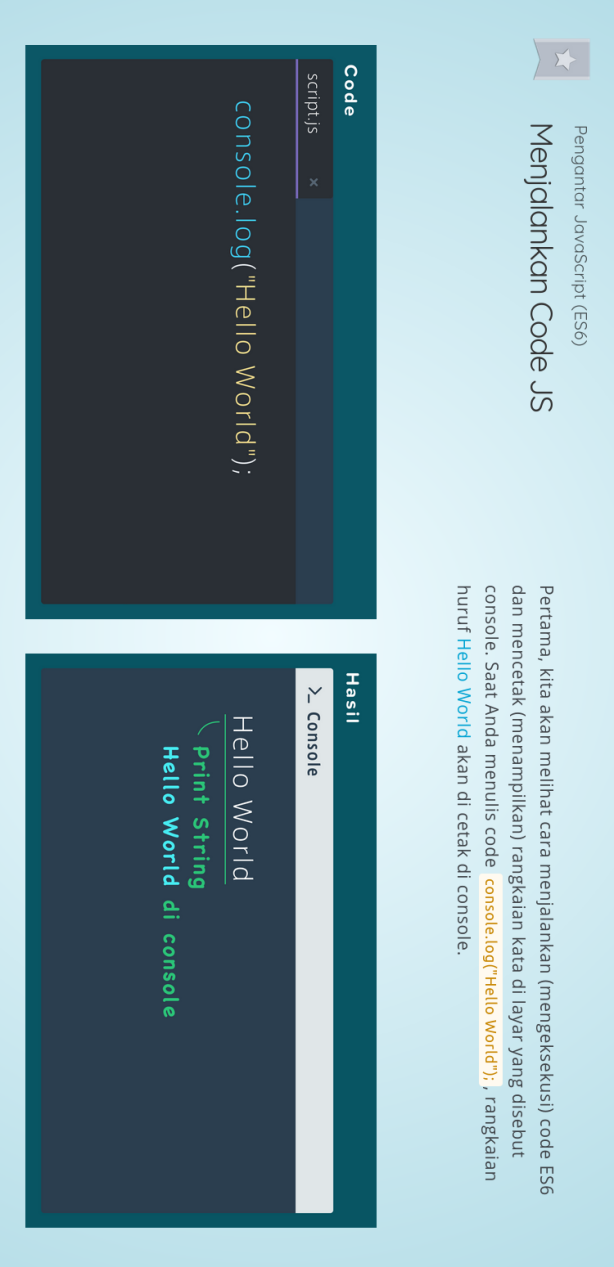 Pengantar JavaScript (ES6)
Menjalankan Code JS
Pertama, kita akan melihat cara menjalankan (mengeksekusi) code ES6
dan mencetak (menampilkan) rangkaian kata di layar yang disebut
console. Saat Anda menulis code console.log("Hello World"); , rangkaian
huruf Hello World akan di cetak di console.
Code
script.js ×
console.log("Hello World");
Hasil
>_ Console
Hello World
Print String
Hello World di console